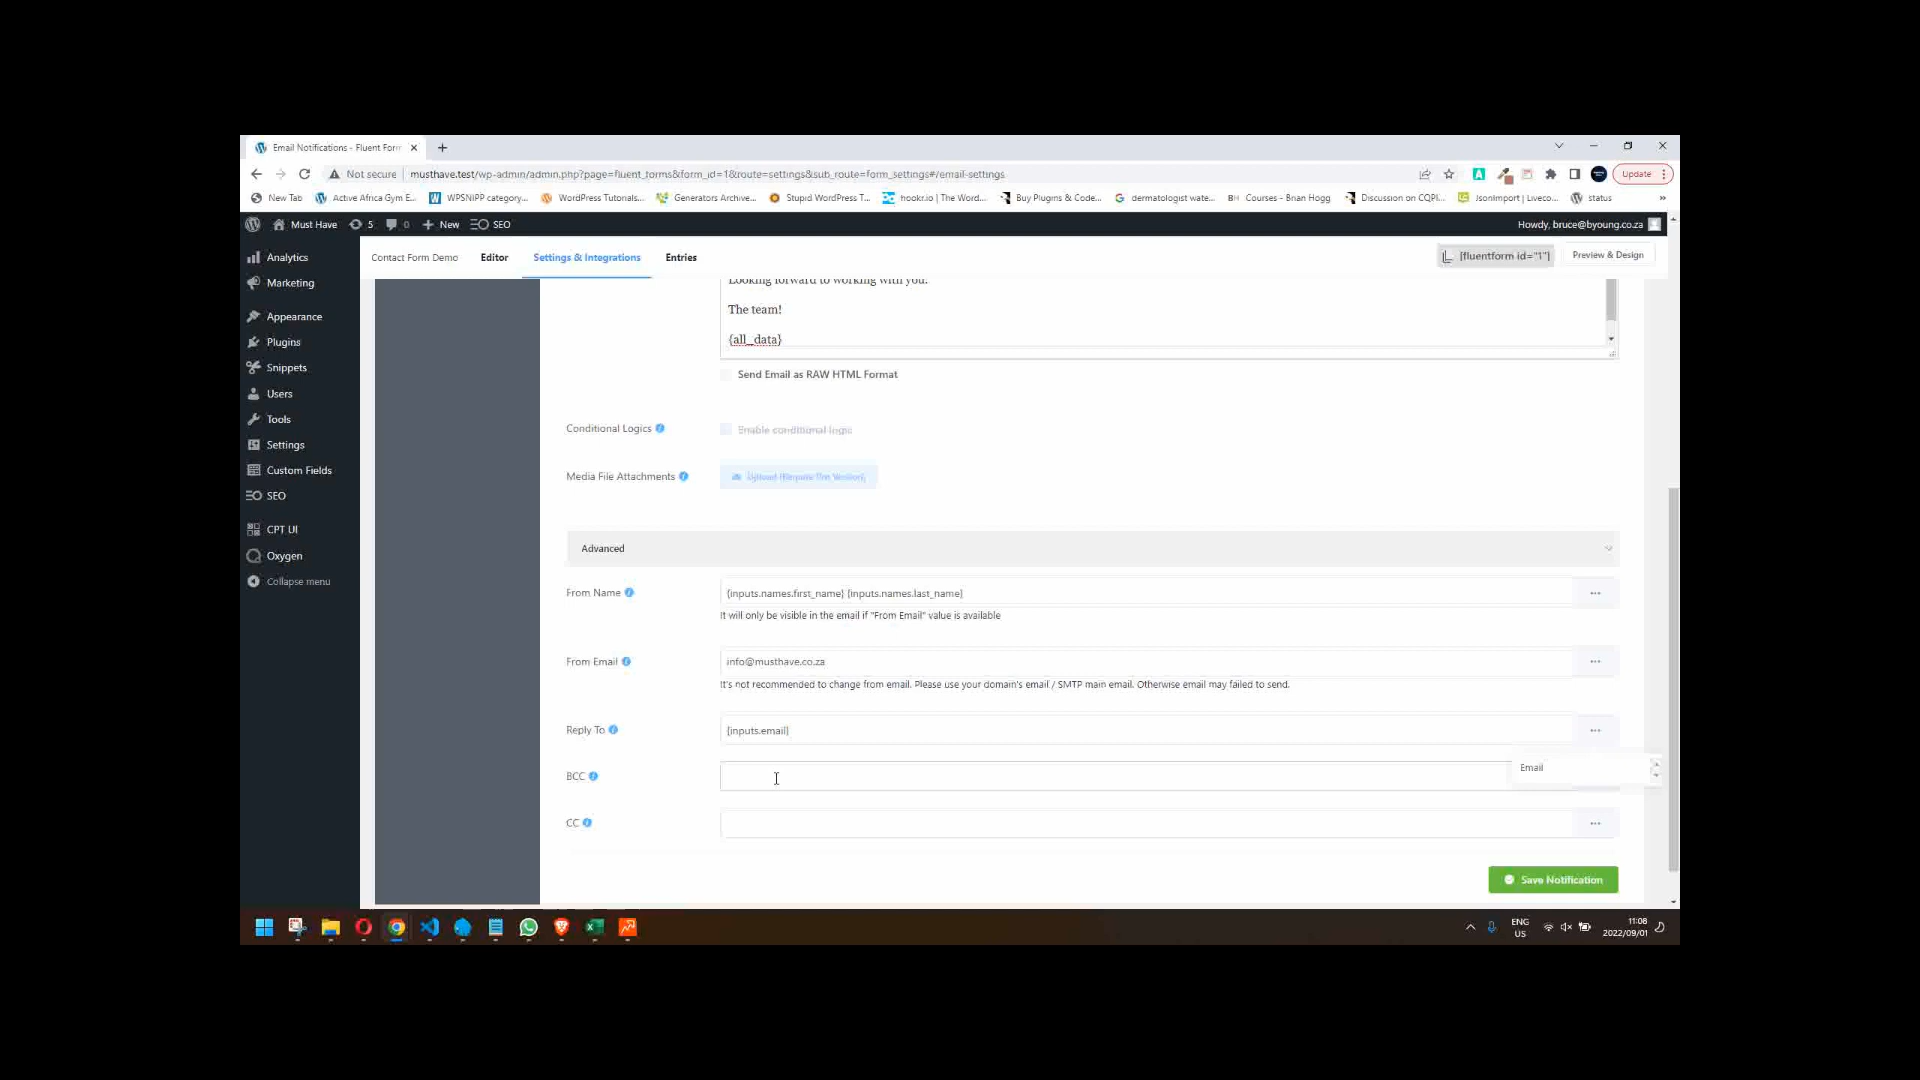 Email Notifications - Fluent Form
Not secure
musthave.test/wp-admin/admin.php?page=fluent_forms&form_id=1&route=settings&sub_route=form_settings#/email-settings
Update
New Tab
Active Africa Gym E...
WPSNIPP category...
WordPress Tutorials...
Generators Archive...
Stupid WordPress T...
hookr.io | The Word...
Buy Plugins & Code...
dermatologist wate...
Courses - Brian Hogg
Discussion on CQPI...
JsonImport | Liveco...
status
Must Have
5
0
New
SEO
Howdy, bruce@byoung.co.za
Analytics
Marketing
Appearance
Plugins
Snippets
Users
Tools
Settings
Custom Fields
SEO
CPT UI
Oxygen
Collapse menu
Contact Form Demo
Editor
Settings & Integrations
Entries
[fluentform id="1"]
Preview & Design
Looking forward to working with you.
The team!
{all_data}
Send Email as RAW HTML Format
Conditional Logics
Enable conditional logic
Media File Attachments
Upload (Require Pro Version)
Advanced
From Name
{inputs.names.first_name} {inputs.names.last_name}
It will only be visible in the email if "From Email" value is available
From Email
info@musthave.co.za
It's not recommended to change from email. Please use your domain's email / SMTP main email. Otherwise email may failed to send.
Reply To
{inputs.email}
BCC
Email
CC
Save Notification
ENG
US
11:08
2022/09/01